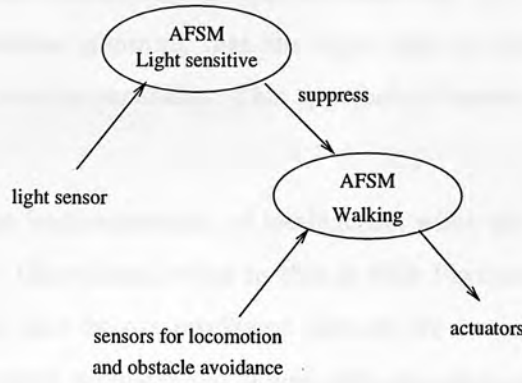 AFSM
Light sensitive
suppress
light sensor
AFSM
Walking
sensors for locomotion
and obstacle avoidance
actuators